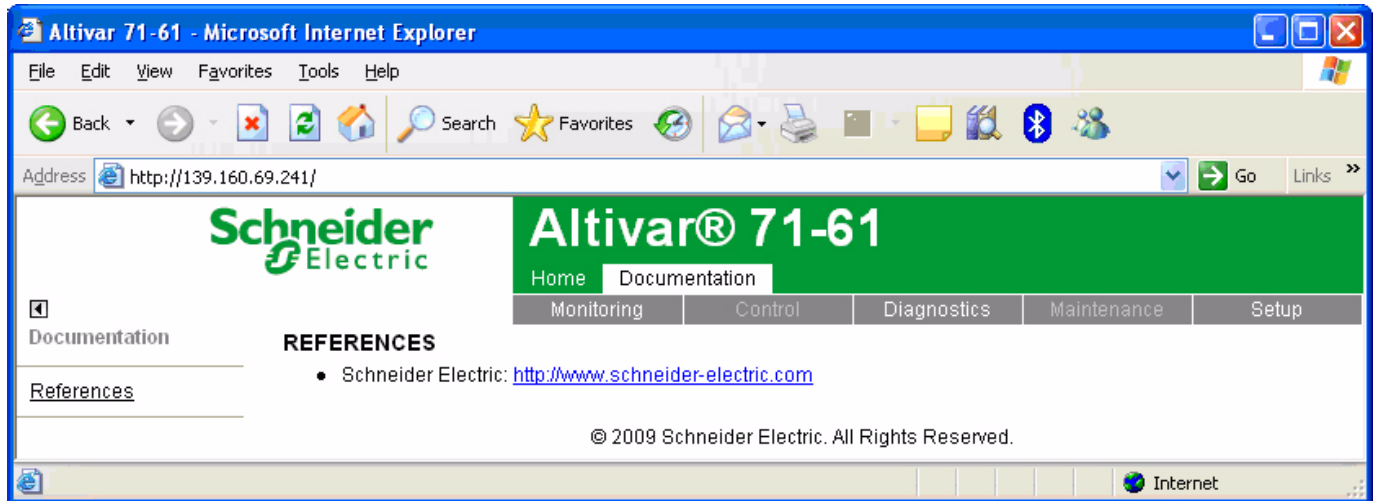 Altivar 71-61 - Microsoft Internet Explorer
File Edit View Favorites Tools Help
Back Search Favorites
Address http://139.160.69.241/ Go Links »
Schneider Electric
Altivar® 71-61
Home Documentation
Monitoring Control Diagnostics Maintenance Setup
Documentation
References
REFERENCES
• Schneider Electric: http://www.schneider-electric.com
© 2009 Schneider Electric. All Rights Reserved.
Internet